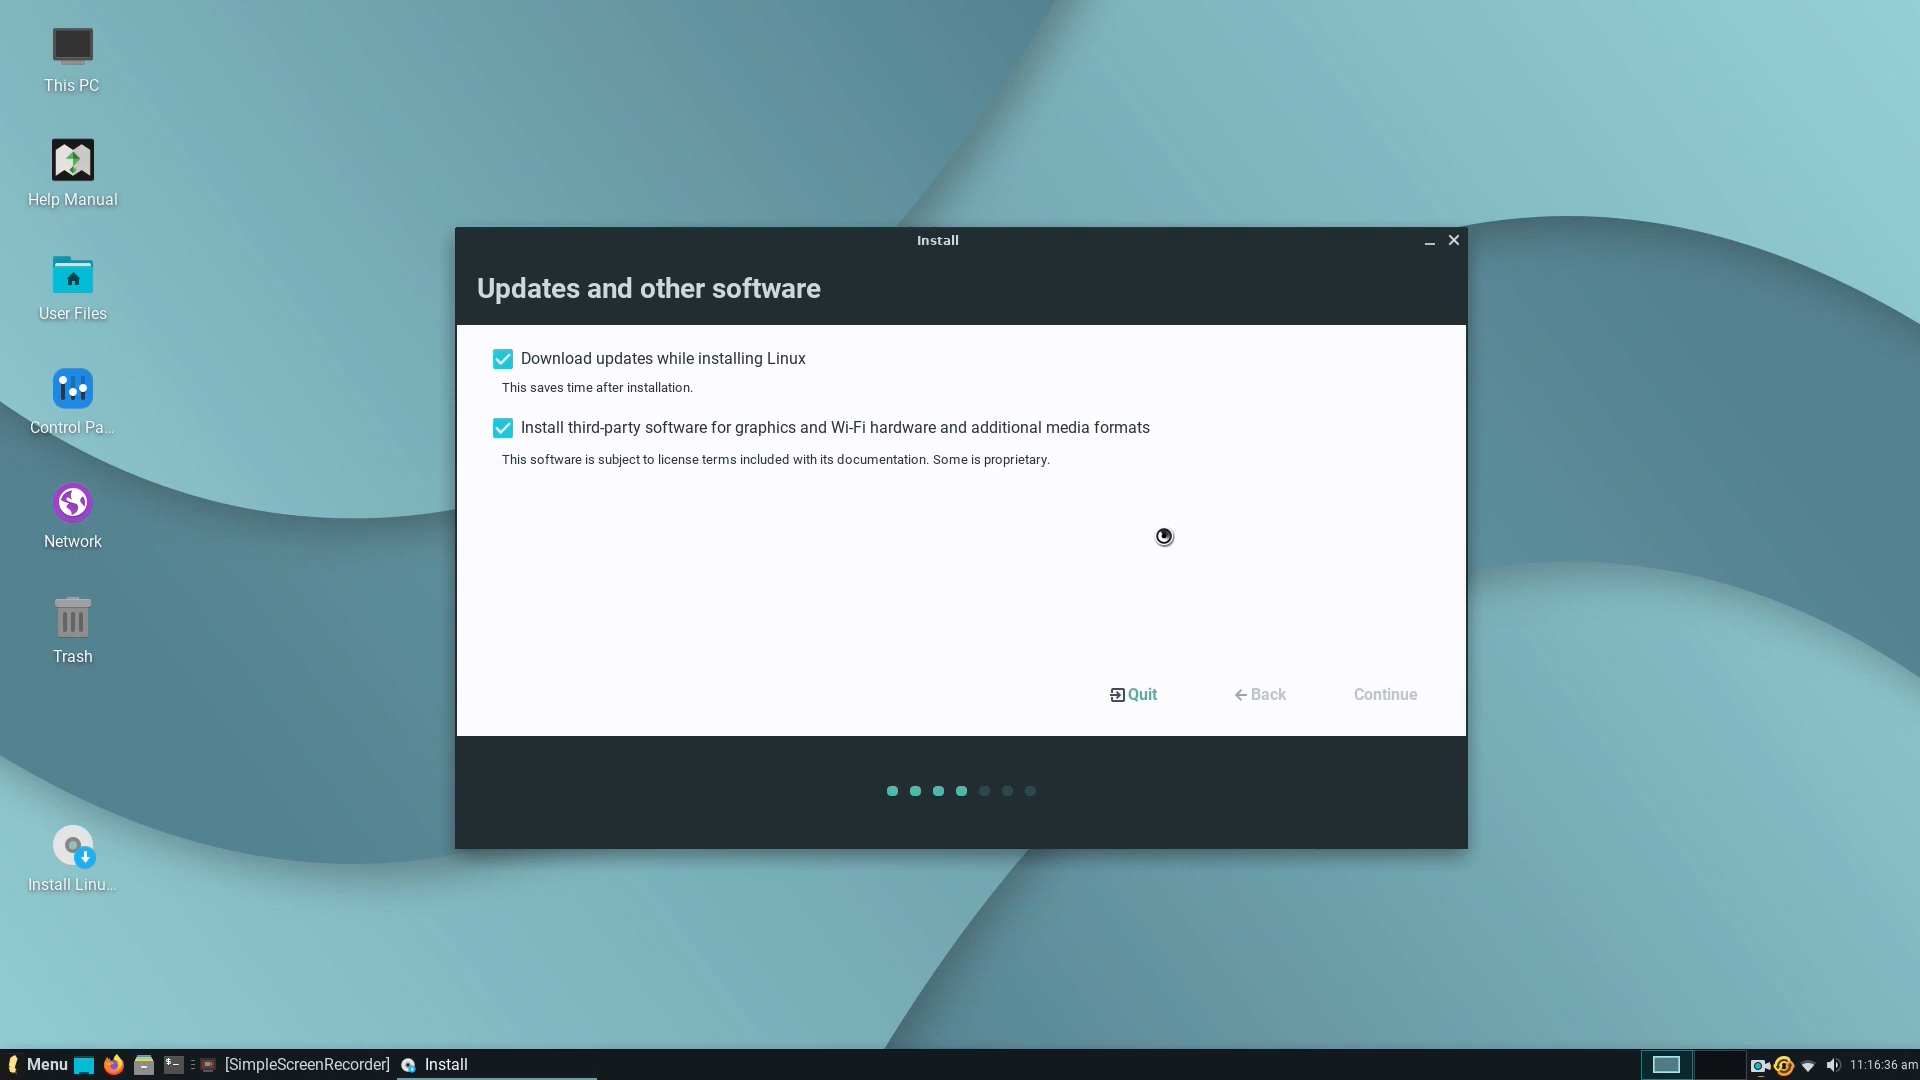 This PC
Help Manual
User Files
Control Pa...
Network
Trash
Install Linu...
Install
Updates and other software
Download updates while installing Linux
This saves time after installation.
Install third-party software for graphics and Wi-Fi hardware and additional media formats
This software is subject to license terms included with its documentation. Some is proprietary.
Quit
Back
Continue
Menu
$-
[SimpleScreenRecorder]
Install
11:16:36 am